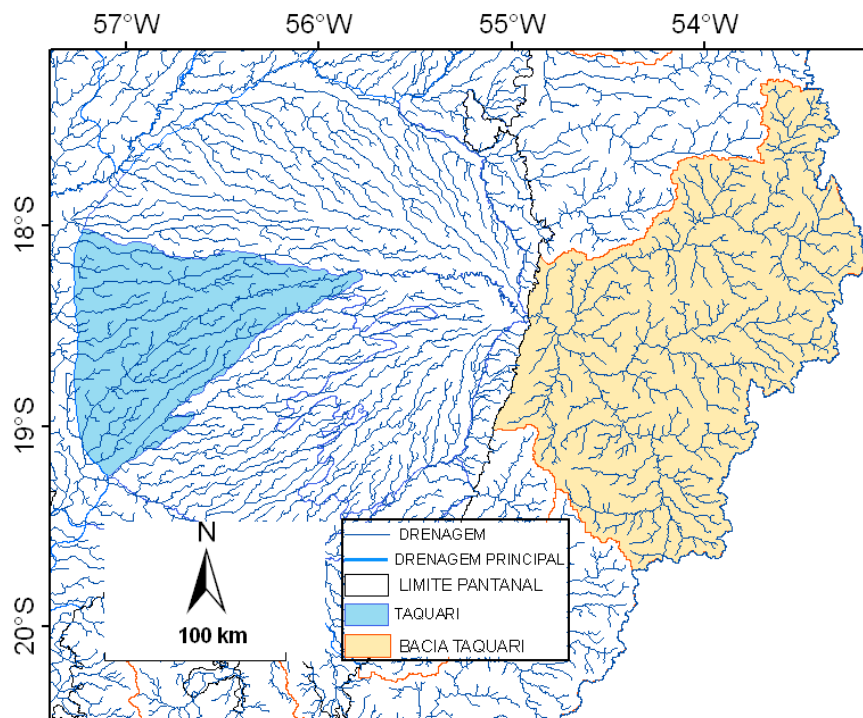 57°W 56°W 55°W 54°W
18°S
19°S
20°S
N
100 km
DRENAGEM
DRENAGEM PRINCIPAL
LIMITE PANTANAL
TAQUARI
BACIA TAQUARI